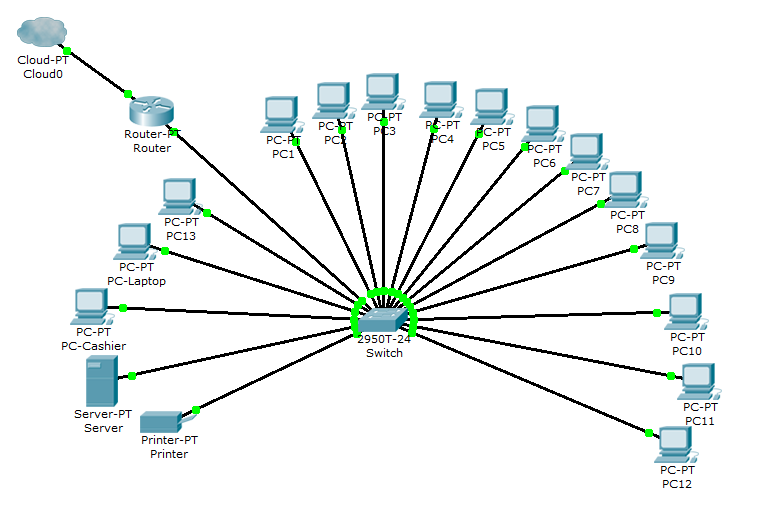 Cloud-PT
Cloud0
Router-PT
Router
PC-PT
PC1
PC-PT
PC2
PC-PT
PC3
PC-PT
PC4
PC-PT
PC5
PC-PT
PC6
PC-PT
PC7
PC-PT
PC8
PC-PT
PC9
PC-PT
PC10
PC-PT
PC11
PC-PT
PC12
PC-PT
PC13
PC-PT
PC-Laptop
PC-PT
PC-Cashier
Server-PT
Server
Printer-PT
Printer
2950T-24
Switch